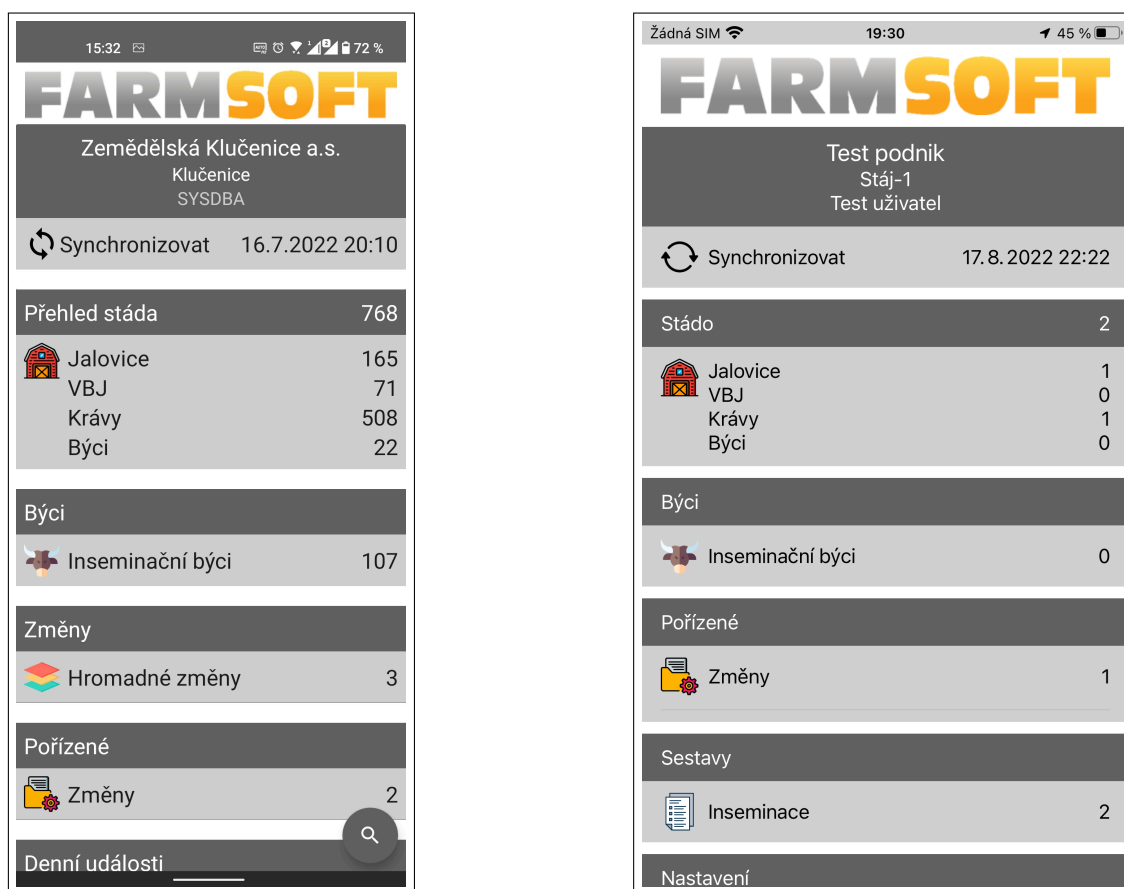 15:32 72 %
FARMSOFT
Zemědělská Klučenice a.s.
Klučenice
SYSDBA
Synchronizovat 16.7.2022 20:10
Přehled stáda 768
Jalovice 165
VBJ 71
Krávy 508
Býci 22
Býci
Inseminační býci 107
Změny
Hromadné změny 3
Pořízené
Změny 2
Denní události
Žádná SIM 19:30 45 %
FARMSOFT
Test podnik
Stáj-1
Test uživatel
Synchronizovat 17. 8. 2022 22:22
Stádo 2
Jalovice 1
VBJ 0
Krávy 1
Býci 0
Býci
Inseminační býci 0
Pořízené
Změny 1
Sestavy
Inseminace 2
Nastavení